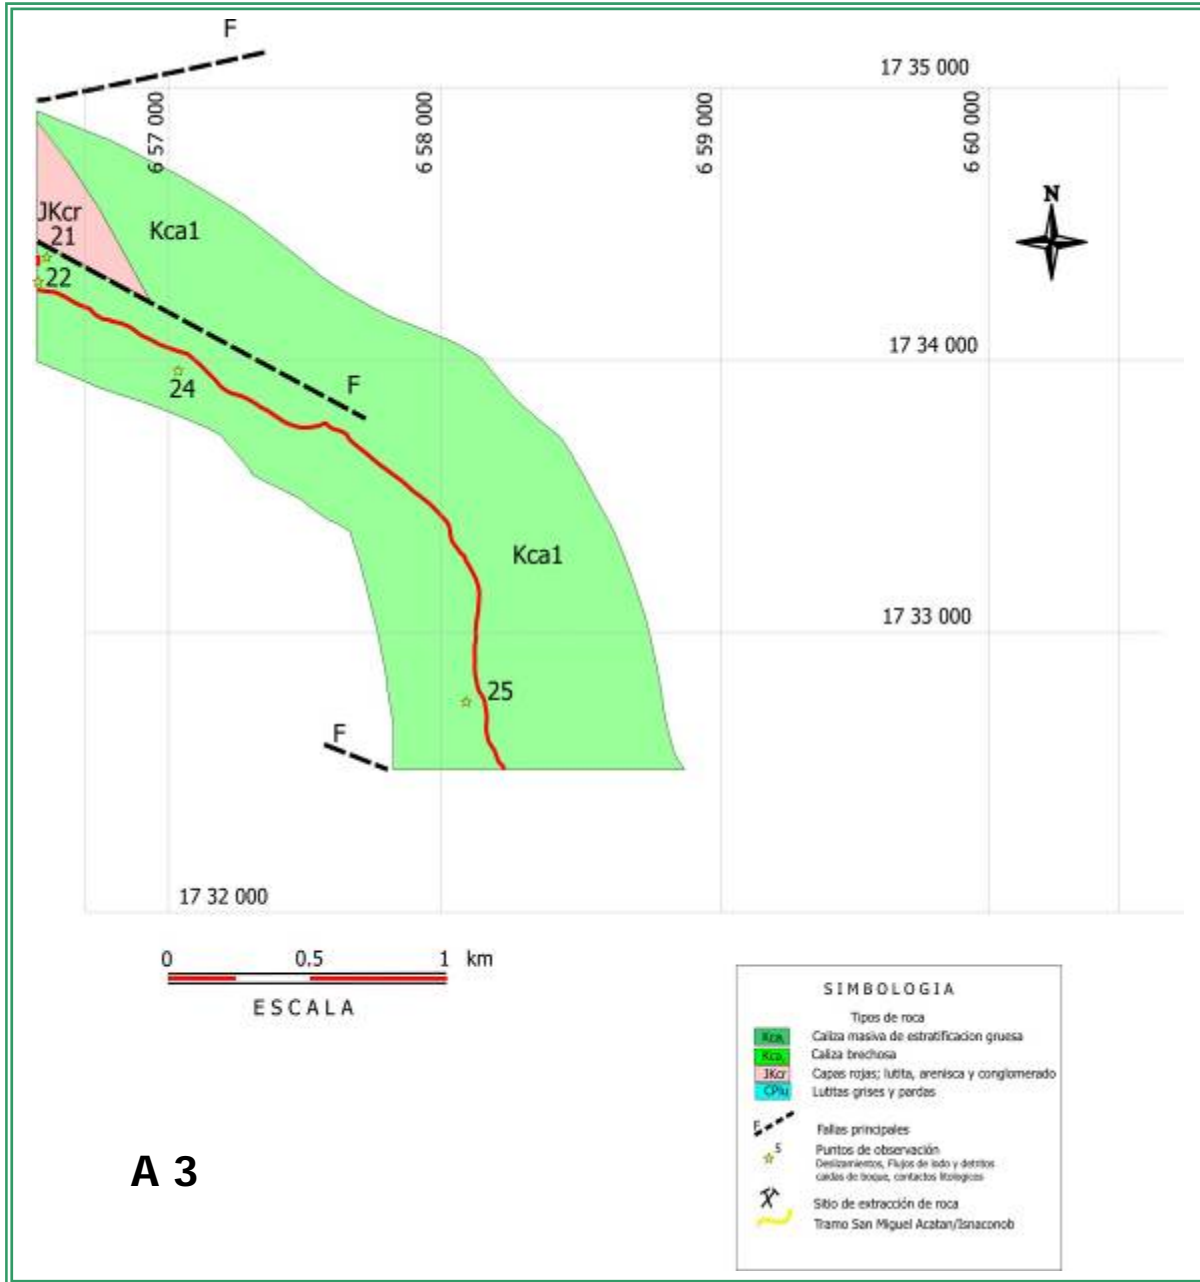 F
17 35 000
6 57 000
6 58 000
6 59 000
6 60 000
N
JKcr
21
Kca1
22
17 34 000
24
F
Kca1
17 33 000
25
F
17 32 000
0 0.5 1 km
ESCALA
A 3
SIMBOLOGIA
Tipos de roca
Caliza masiva de estratificacion gruesa
Caliza brechosa
JKcr Capas rojas; lutita, arenisca y conglomerado
CPlu Lutitas grises y pardas
F Fallas principales
5 Puntos de observación
Deslizamientos, Flujos de lodo y detritos
caidas de boque, contactos litologicos
Sitio de extracción de roca
Tramo San Miguel Acatan/Isnaconob